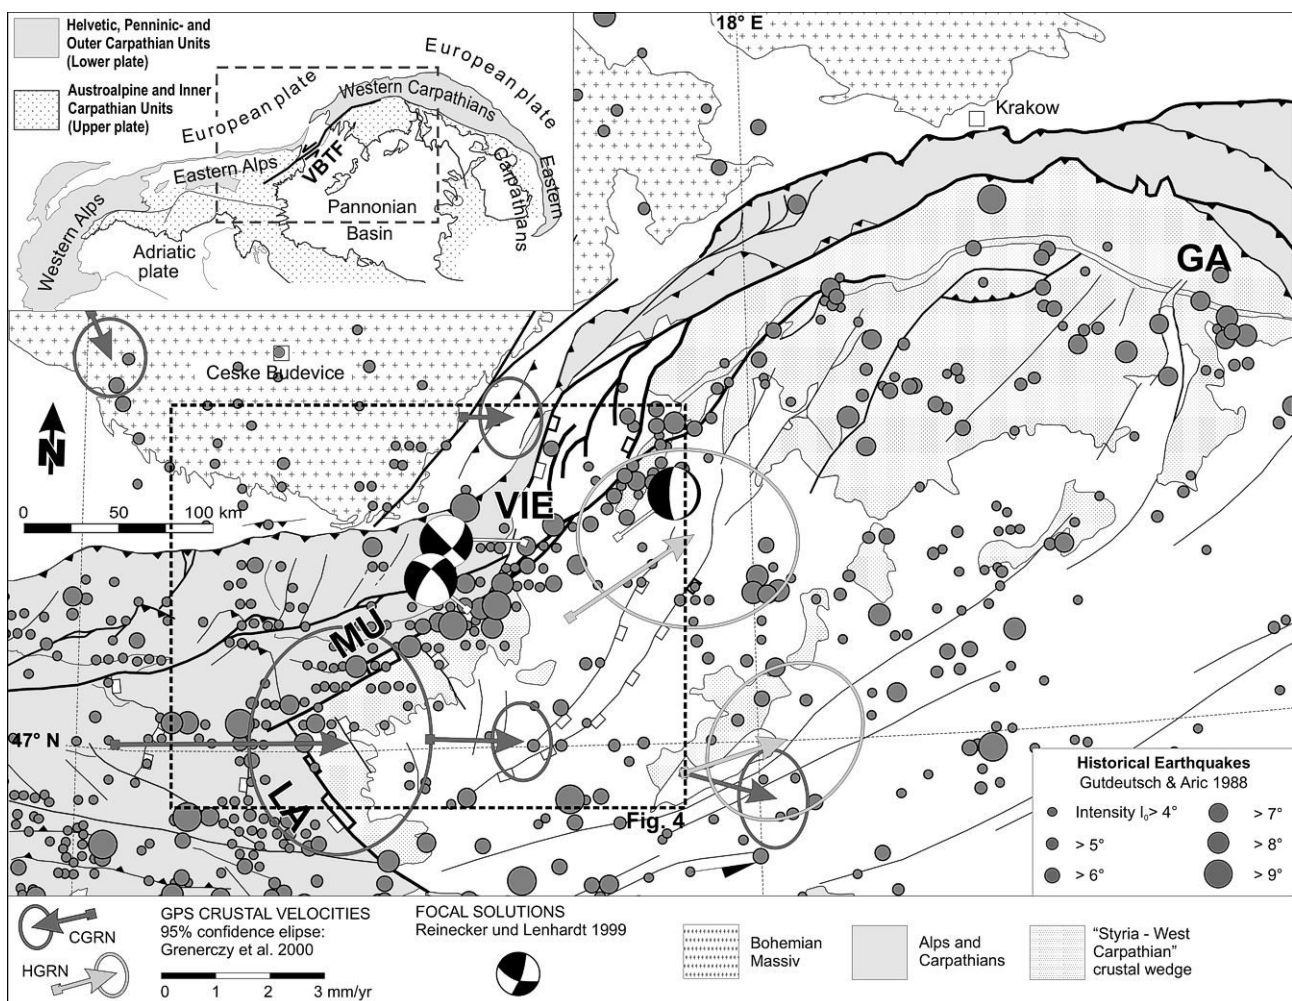 Helvetic, Penninic- and
Outer Carpathian Units
(Lower plate)
Austroalpine and Inner
Carpathian Units
(Upper plate)
European plate
European plate
Western Carpathians
Eastern Alps
VBTF
Carpathians
Eastern
Pannonian
Basin
Western Alps
Adriatic
plate
18° E
Krakow
GA
Ceske Budevice
N
0 50 100 km
VIE
MU
47° N
LA
Fig. 4
Historical Earthquakes
Gutdeutsch & Aric 1988
Intensity I₀> 4°
> 5°
> 6°
> 7°
> 8°
> 9°
CGRN
HGRN
GPS CRUSTAL VELOCITIES
95% confidence elipse:
Grenerczy et al. 2000
0 1 2 3 mm/yr
FOCAL SOLUTIONS
Reinecker und Lenhardt 1999
Bohemian
Massiv
Alps and
Carpathians
"Styria - West
Carpathian"
crustal wedge